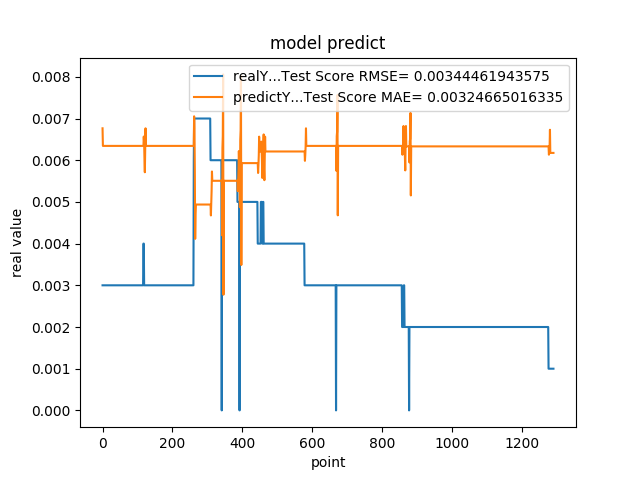 model predict
realY...Test Score RMSE= 0.00344461943575
predictY...Test Score MAE= 0.00324665016335
0.008
0.007
0.006
0.005
0.004
0.003
0.002
0.001
0.000
real value
0 200 400 600 800 1000 1200
point